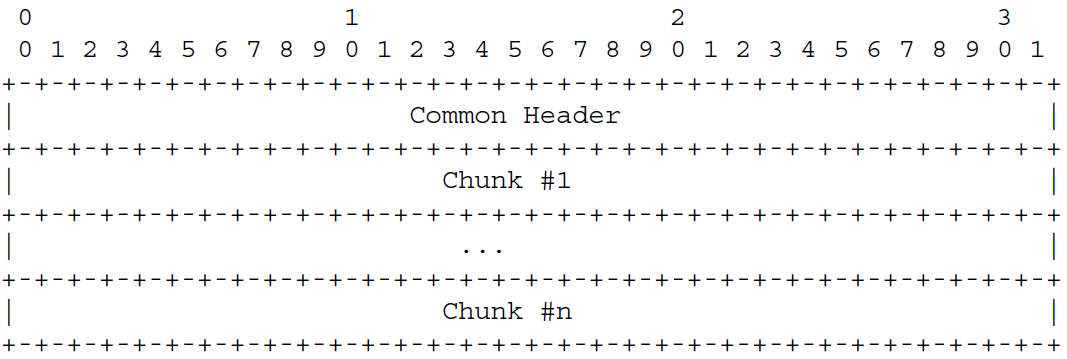 0                   1                   2                   3
 0 1 2 3 4 5 6 7 8 9 0 1 2 3 4 5 6 7 8 9 0 1 2 3 4 5 6 7 8 9 0 1
+-+-+-+-+-+-+-+-+-+-+-+-+-+-+-+-+-+-+-+-+-+-+-+-+-+-+-+-+-+-+-+-+
|                        Common Header                          |
+-+-+-+-+-+-+-+-+-+-+-+-+-+-+-+-+-+-+-+-+-+-+-+-+-+-+-+-+-+-+-+-+
|                          Chunk #1                             |
+-+-+-+-+-+-+-+-+-+-+-+-+-+-+-+-+-+-+-+-+-+-+-+-+-+-+-+-+-+-+-+-+
|                           ...                                 |
+-+-+-+-+-+-+-+-+-+-+-+-+-+-+-+-+-+-+-+-+-+-+-+-+-+-+-+-+-+-+-+-+
|                          Chunk #n                             |
+-+-+-+-+-+-+-+-+-+-+-+-+-+-+-+-+-+-+-+-+-+-+-+-+-+-+-+-+-+-+-+-+